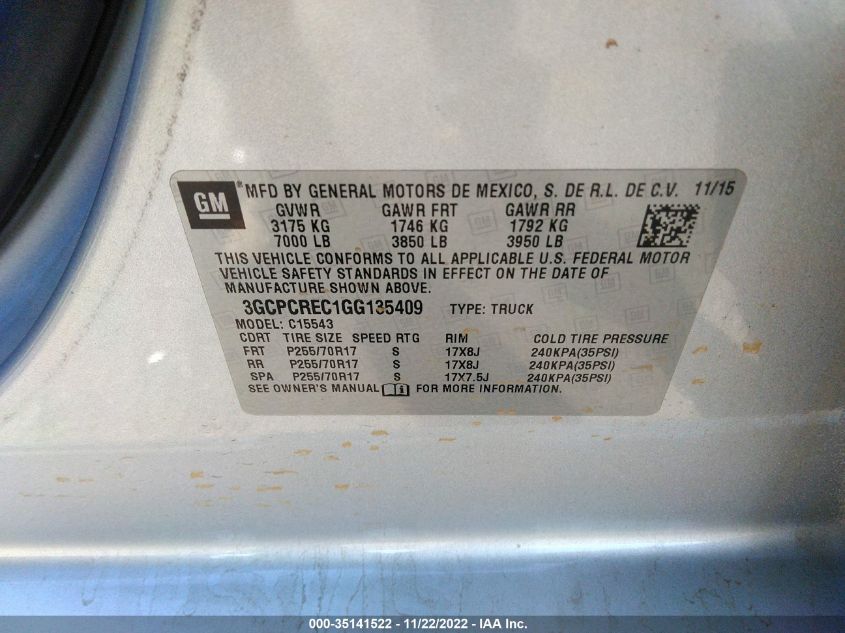 GM ® MFD BY GENERAL MOTORS DE MEXICO, S. DE R.L. DE C.V. 11/15
GVWR GAWR FRT GAWR RR
3175 KG 1746 KG 1792 KG
7000 LB 3850 LB 3950 LB
THIS VEHICLE CONFORMS TO ALL APPLICABLE U.S. FEDERAL MOTOR
VEHICLE SAFETY STANDARDS IN EFFECT ON THE DATE OF
MANUFACTURE SHOWN ABOVE.
3GCPCREC1GG135409 TYPE: TRUCK
MODEL: C15543
CDRT TIRE SIZE SPEED RTG RIM COLD TIRE PRESSURE
FRT P255/70R17 S 17X8J 240KPA(35PSI)
RR P255/70R17 S 17X8J 240KPA(35PSI)
SPA P255/70R17 S 17X7.5J 240KPA(35PSI)
SEE OWNER'S MANUAL FOR MORE INFORMATION.
000-35141522 - 11/22/2022 - IAA Inc.